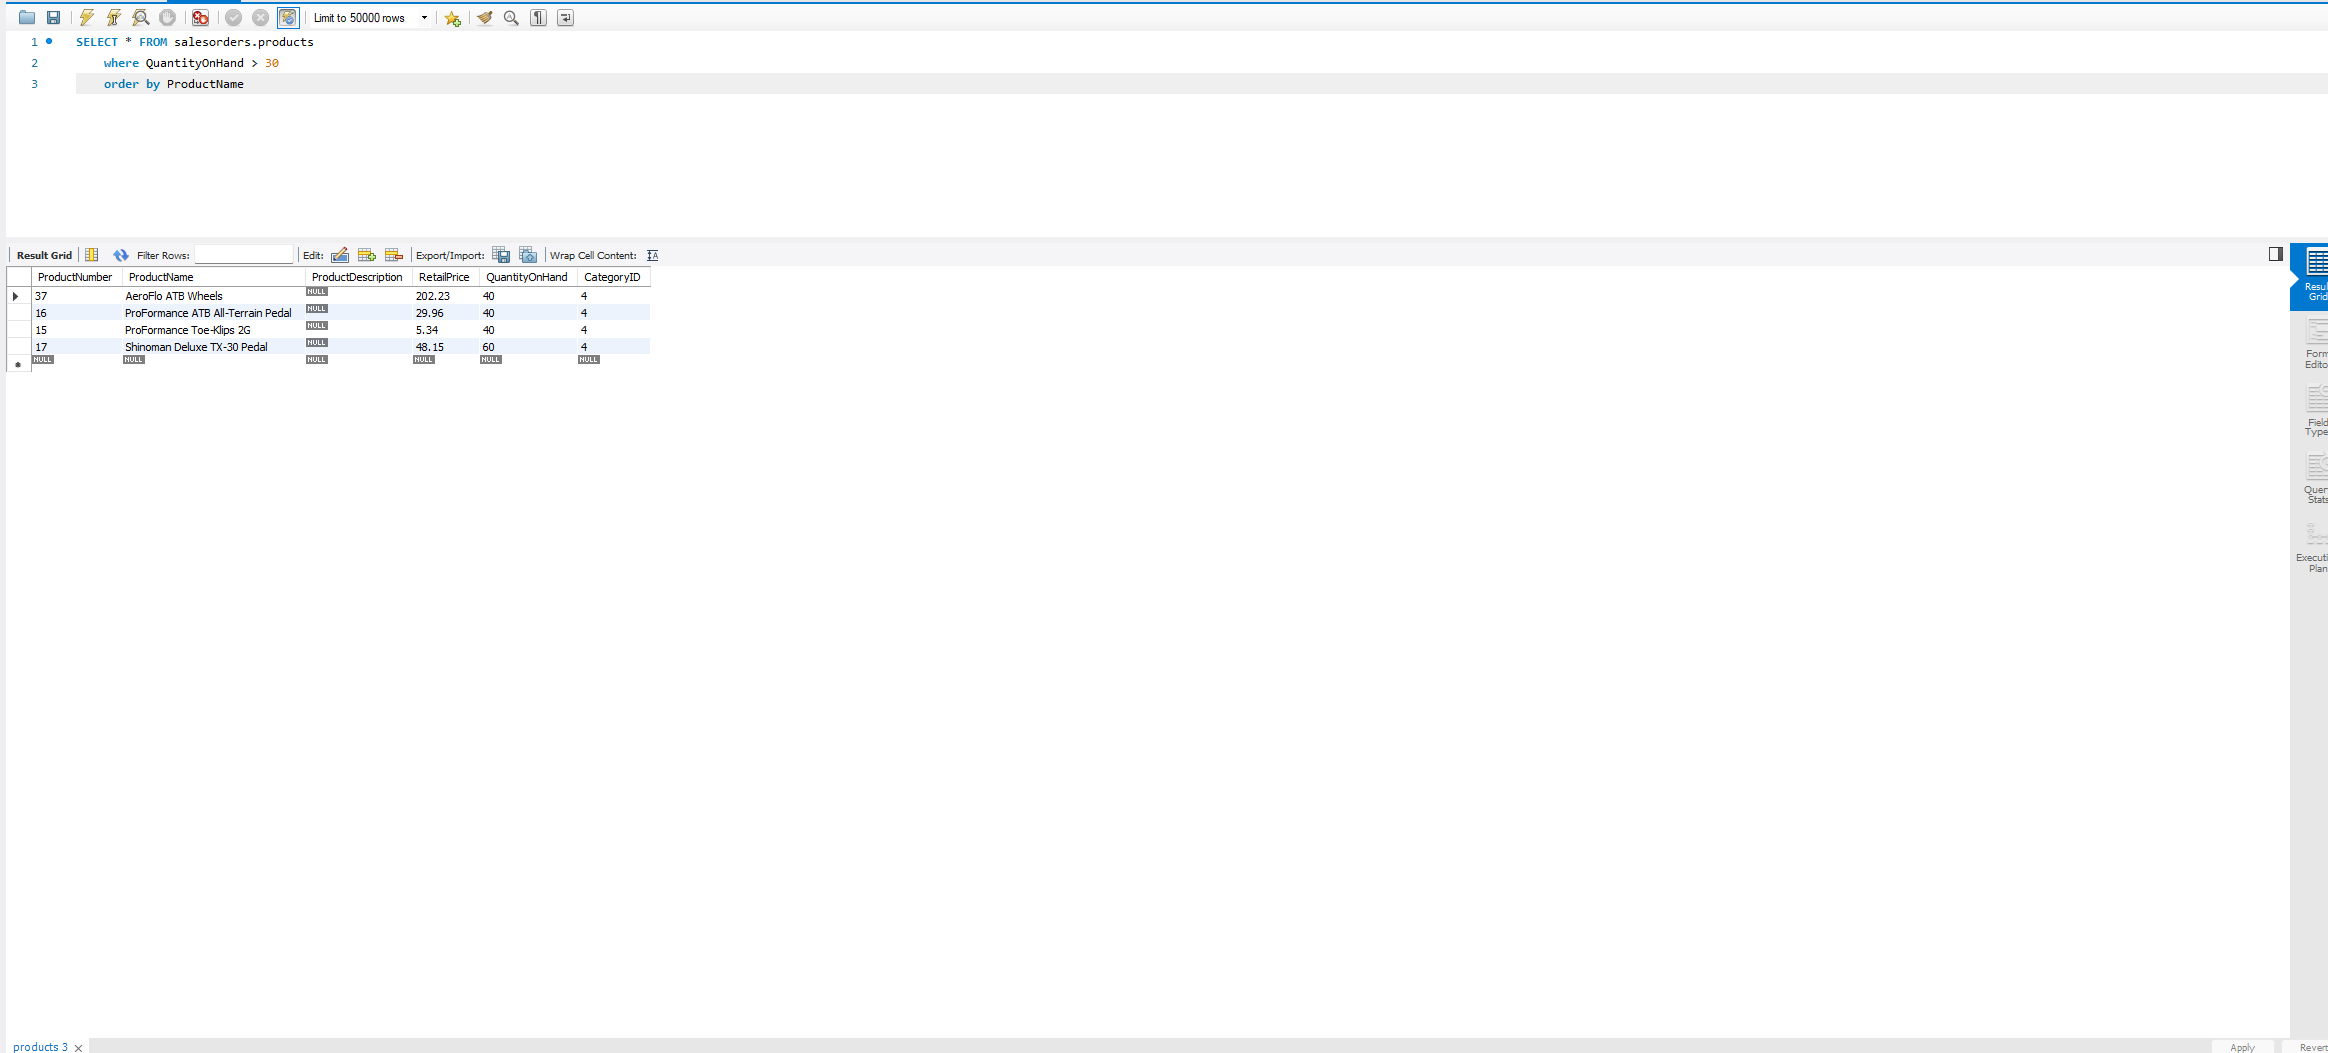 Limit to 50000 rows
1 SELECT * FROM salesorders.products
2 where QuantityOnHand > 30
3 order by ProductName
Result Grid Filter Rows: Edit: Export/Import: Wrap Cell Content:
ProductNumber ProductName ProductDescription RetailPrice QuantityOnHand CategoryID
37 AeroFlo ATB Wheels NULL 202.23 40 4
16 ProFormance ATB All-Terrain Pedal NULL 29.96 40 4
15 ProFormance Toe-Klips 2G NULL 5.34 40 4
17 Shinoman Deluxe TX-30 Pedal NULL 48.15 60 4
NULL NULL NULL NULL NULL NULL
Resul
Grid
Form
Edito
Field
Type
Quer
Stats
Executi
Plan
products 3
Apply Revert